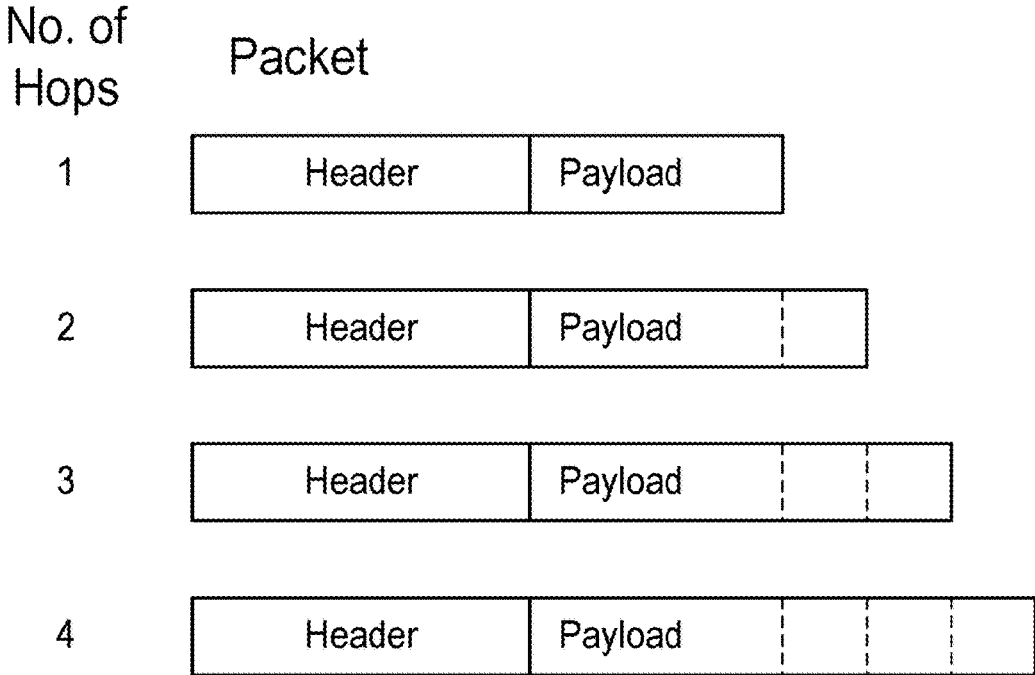 No. of
Hops
Packet
1 Header Payload
2 Header Payload
3 Header Payload
4 Header Payload